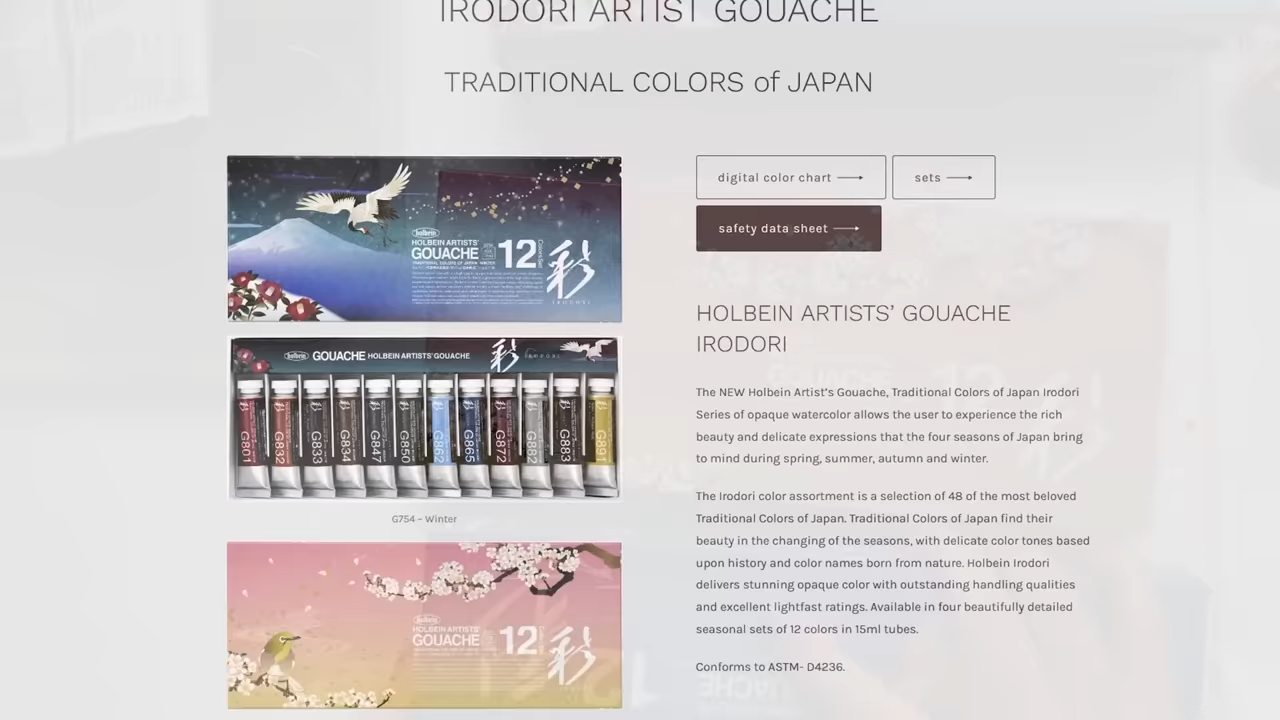 IRODORI ARTIST GOUACHE
TRADITIONAL COLORS of JAPAN
holbein
HOLBEIN ARTISTS'
GOUACHE
12
彩
IRODORI
holbein GOUACHE HOLBEIN ARTISTS' GOUACHE 彩 IRODORI
G801 G832 G833 G834 G847 G850 G862 G865 G872 G882 G883 G891
G754 – Winter
holbein
HOLBEIN ARTISTS'
GOUACHE
12
彩
digital color chart
sets
safety data sheet
HOLBEIN ARTISTS’ GOUACHE
IRODORI
The NEW Holbein Artist’s Gouache, Traditional Colors of Japan Irodori
Series of opaque watercolor allows the user to experience the rich
beauty and delicate expressions that the four seasons of Japan bring
to mind during spring, summer, autumn and winter.
The Irodori color assortment is a selection of 48 of the most beloved
Traditional Colors of Japan. Traditional Colors of Japan find their
beauty in the changing of the seasons, with delicate color tones based
upon history and color names born from nature. Holbein Irodori
delivers stunning opaque color with outstanding handling qualities
and excellent lightfast ratings. Available in four beautifully detailed
seasonal sets of 12 colors in 15ml tubes.
Conforms to ASTM- D4236.